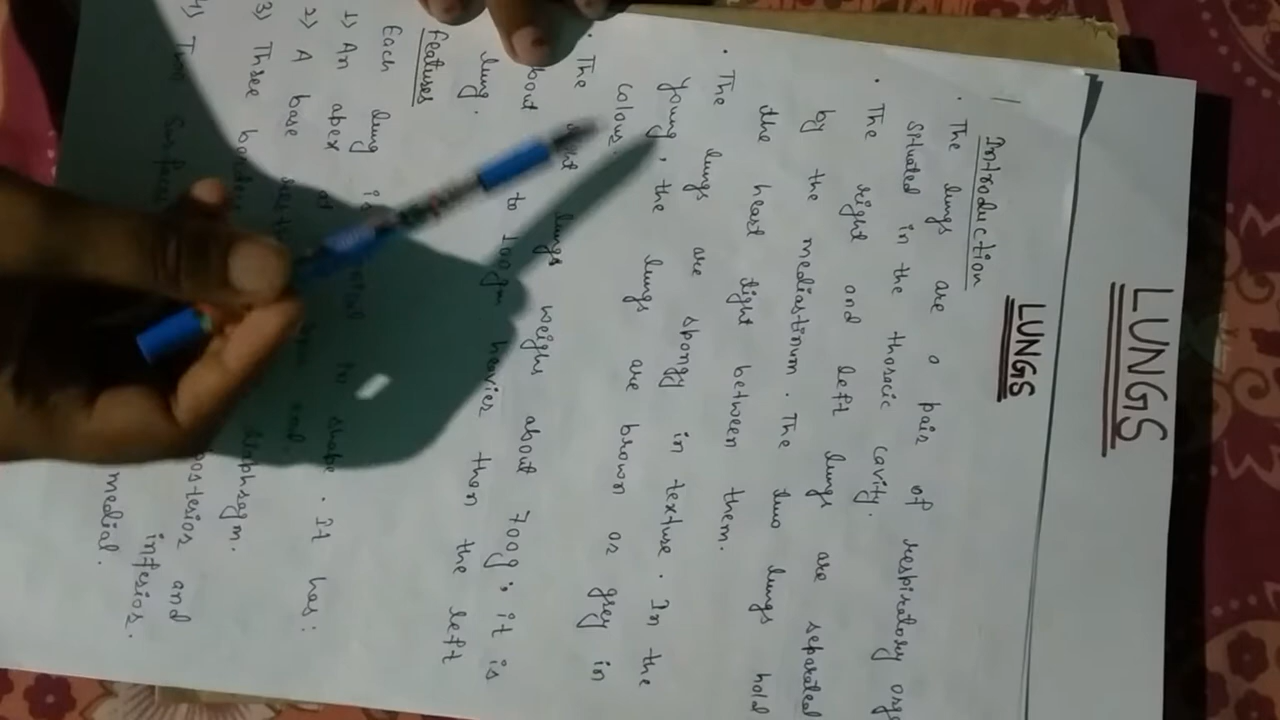 LUNGS
LUNGS
Introduction
• The lungs are a pair of respiratory
situated in the thoracic cavity.
• The right and left lungs are separated
by the mediastinum. The two lungs hold
the heart tight between them.
• The lungs are spongy in texture. In the
young, the lungs are brown or grey in
colour.
• The lungs weighs about 700g; it is
about to 100gm heavier than the left
lung.
Features
Each lung is shape. It has:
1) An apex at
2) A base
3) Three diaphragm.
4) posterior and
inferior.
medial.